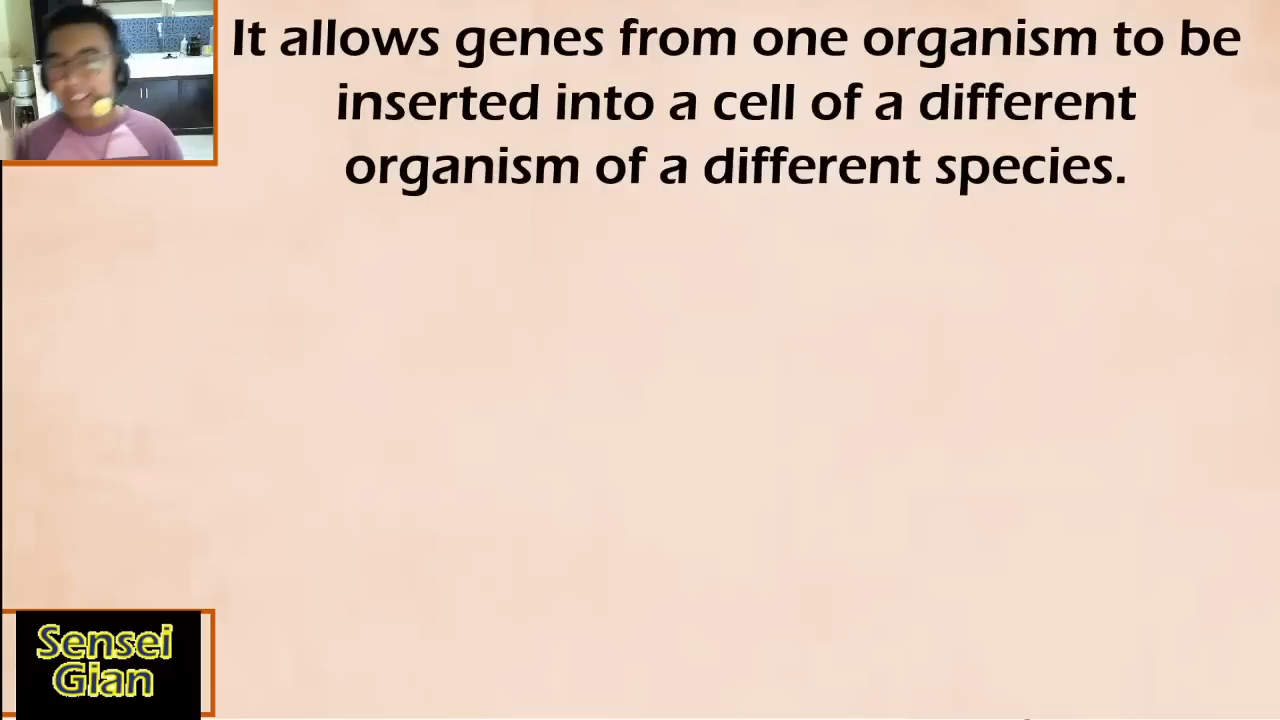 It allows genes from one organism to be
inserted into a cell of a different
organism of a different species.
Sensei
Gian